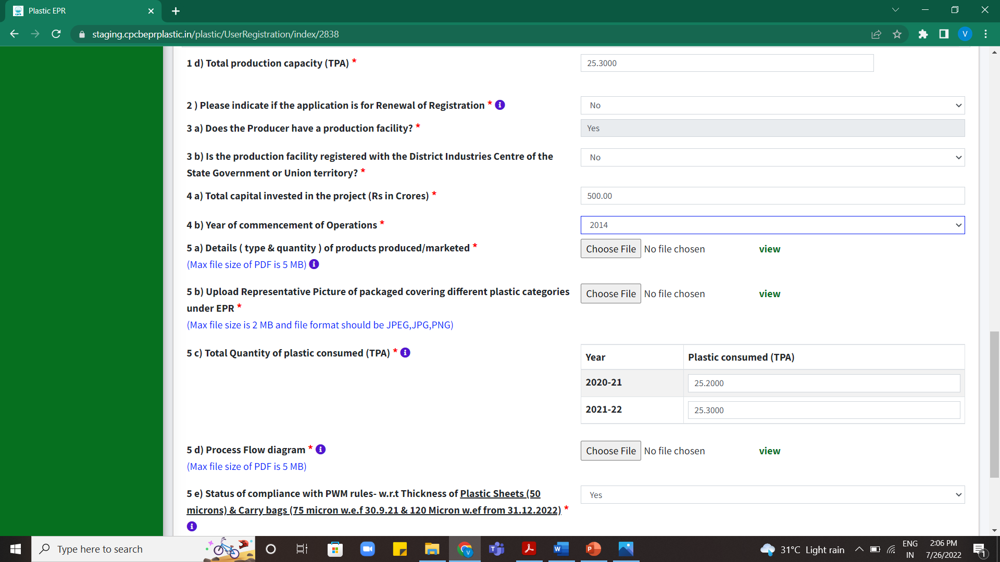 Plastic EPR
staging.cpcbeprplastic.in/plastic/UserRegistration/index/2838
V
1 d) Total production capacity (TPA) *
25.3000
2 ) Please indicate if the application is for Renewal of Registration *
No
3 a) Does the Producer have a production facility? *
Yes
3 b) Is the production facility registered with the District Industries Centre of the
State Government or Union territory? *
No
4 a) Total capital invested in the project (Rs in Crores) *
500.00
4 b) Year of commencement of Operations *
2014
5 a) Details ( type & quantity ) of products produced/marketed *
(Max file size of PDF is 5 MB)
Choose File No file chosen view
5 b) Upload Representative Picture of packaged covering different plastic categories
under EPR *
(Max file size is 2 MB and file format should be JPEG,JPG,PNG)
Choose File No file chosen view
5 c) Total Quantity of plastic consumed (TPA) *
Year Plastic consumed (TPA)
2020-21 25.2000
2021-22 25.3000
5 d) Process Flow diagram *
(Max file size of PDF is 5 MB)
Choose File No file chosen view
5 e) Status of compliance with PWM rules- w.r.t Thickness of Plastic Sheets (50
microns) & Carry bags (75 micron w.e.f 30.9.21 & 120 Micron w.ef from 31.12.2022) *
Yes
Type here to search
31°C Light rain
ENG
IN
2:06 PM
7/26/2022
1